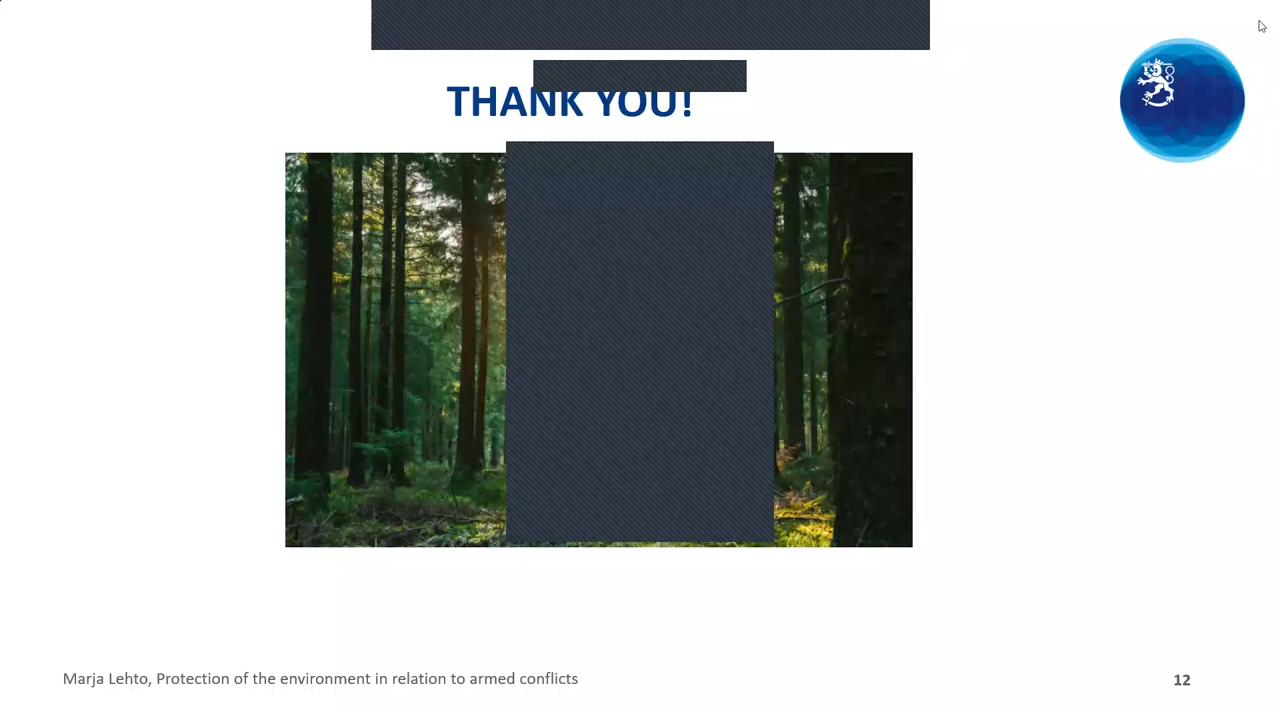 THANK YOU!
Marja Lehto, Protection of the environment in relation to armed conflicts
12